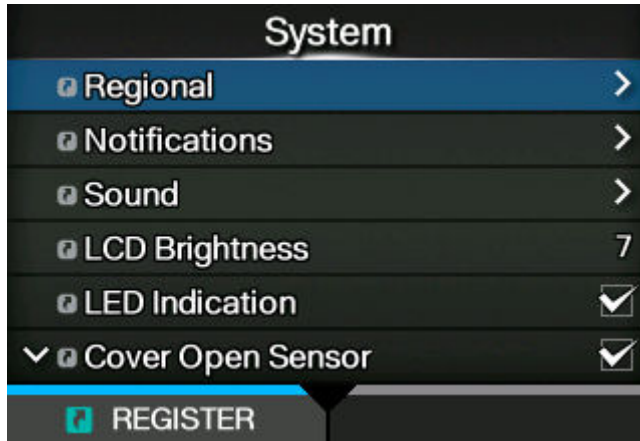 System
Regional
Notifications
Sound
LCD Brightness 7
LED Indication
Cover Open Sensor
REGISTER